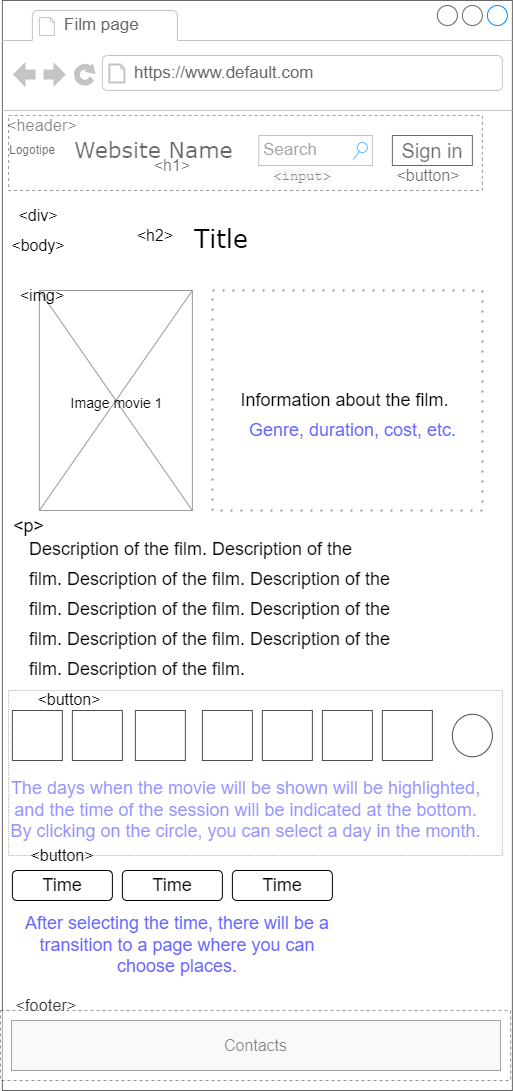 Film page
https://www.default.com
<header>
Logotipe
Website Name
<h1>
Search
<input>
Sign in
<button>
<div>
<body>
<h2>
Title
<img>
Image movie 1
Information about the film.
Genre, duration, cost, etc.
<p>
Description of the film. Description of the
film. Description of the film. Description of the
film. Description of the film. Description of the
film. Description of the film. Description of the
film. Description of the film.
<button>
The days when the movie will be shown will be highlighted,
and the time of the session will be indicated at the bottom.
By clicking on the circle, you can select a day in the month.
<button>
Time
Time
Time
After selecting the time, there will be a
transition to a page where you can
choose places.
<footer>
Contacts